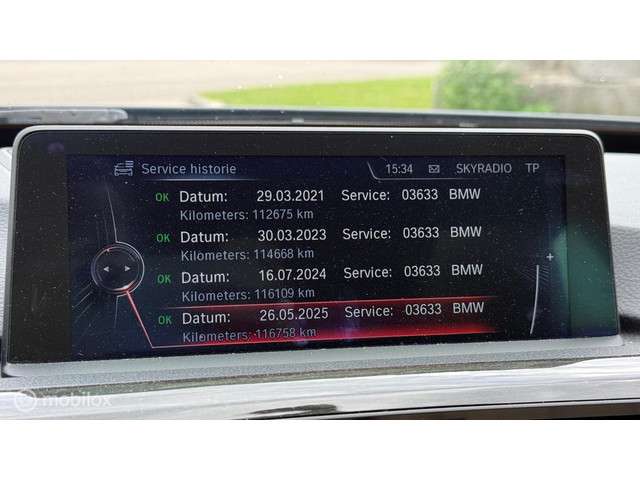 Service historie 15:34 SKYRADIO TP
OK Datum: 29.03.2021 Service: 03633 BMW
Kilometers: 112675 km
OK Datum: 30.03.2023 Service: 03633 BMW
Kilometers: 114668 km
OK Datum: 16.07.2024 Service: 03633 BMW
Kilometers: 116109 km
+
OK Datum: 26.05.2025 Service: 03633 BMW
Kilometers: 116758 km
mobilox